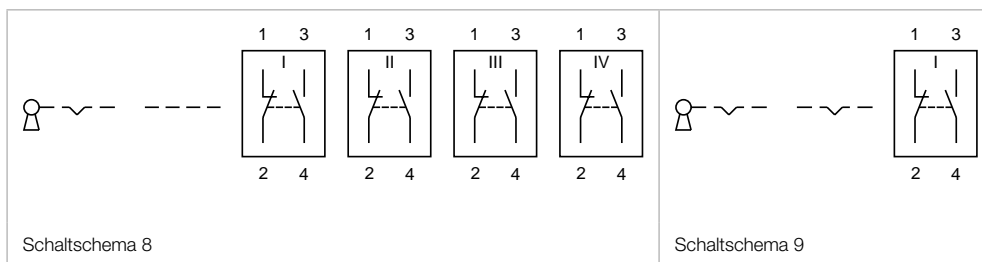 1 3 1 3 1 3 1 3 1 3
I II III IV I
2 4 2 4 2 4 2 4 2 4
Schaltschema 8 Schaltschema 9